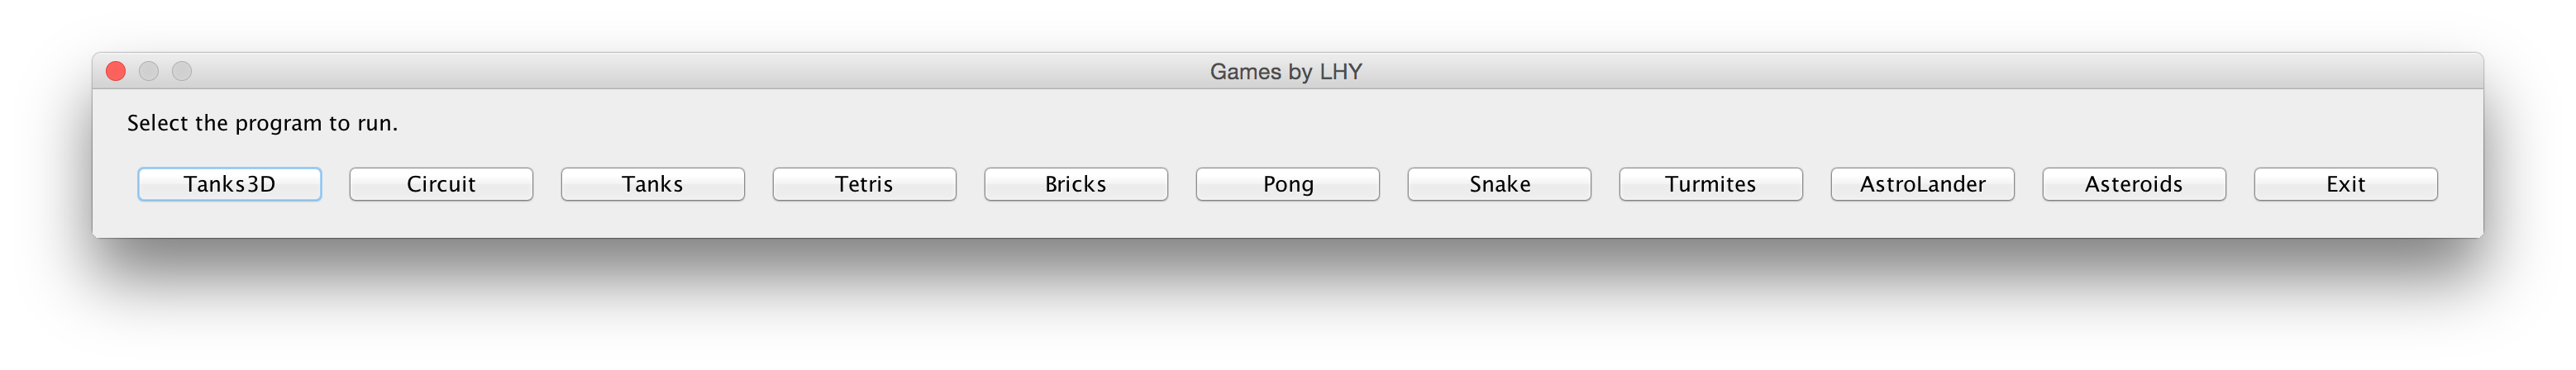 Games by LHY
Select the program to run.
Tanks3D Circuit Tanks Tetris Bricks Pong Snake Turmites AstroLander Asteroids Exit